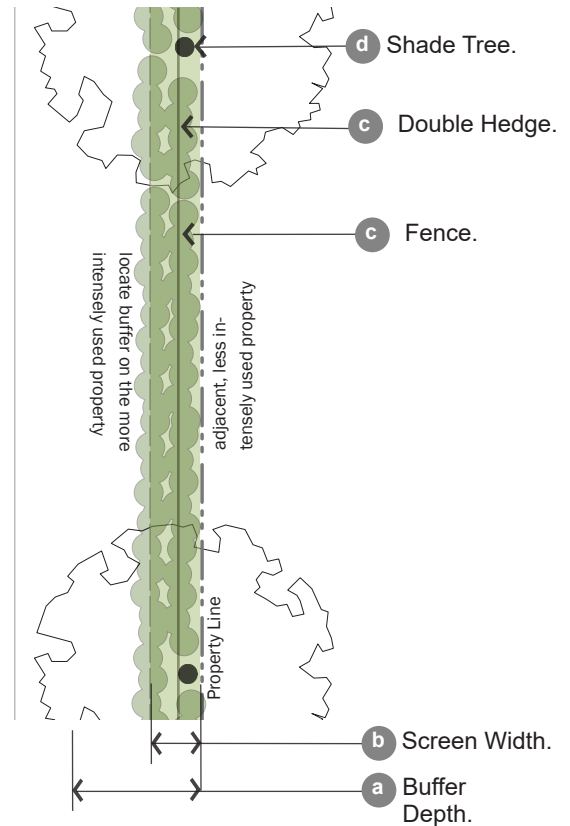 d Shade Tree.
c Double Hedge.
c Fence.
locate buffer on the more
intensely used property
adjacent, less in-
tensely used property
Property Line
b Screen Width.
a Buffer
Depth.